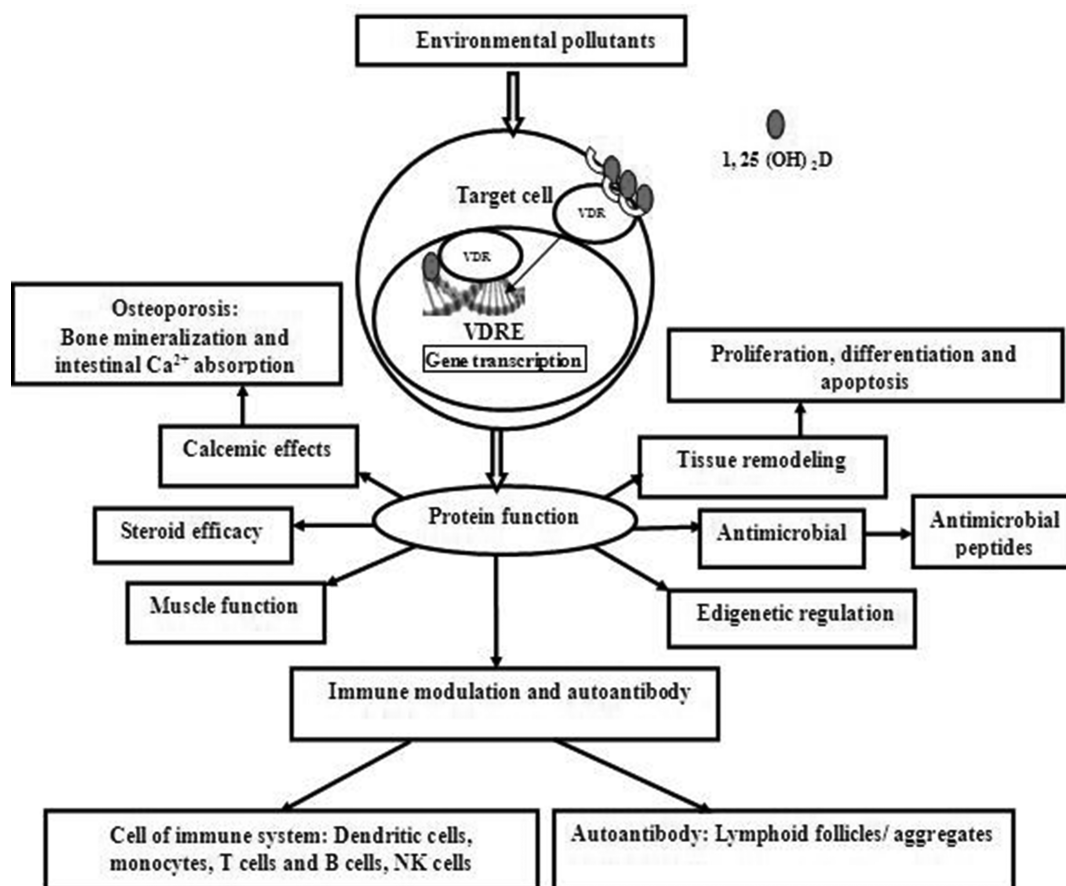 Environmental pollutants
1, 25 (OH) ₂D
Target cell
VDR
VDR
VDRE
Gene transcription
Osteoporosis:
Bone mineralization and
intestinal Ca²⁺ absorption
Proliferation, differentiation and
apoptosis
Calcemic effects
Tissue remodeling
Protein function
Steroid efficacy
Antimicrobial
Antimicrobial
peptides
Muscle function
Edigenetic regulation
Immune modulation and autoantibody
Cell of immune system: Dendritic cells,
monocytes, T cells and B cells, NK cells
Autoantibody: Lymphoid follicles/ aggregates